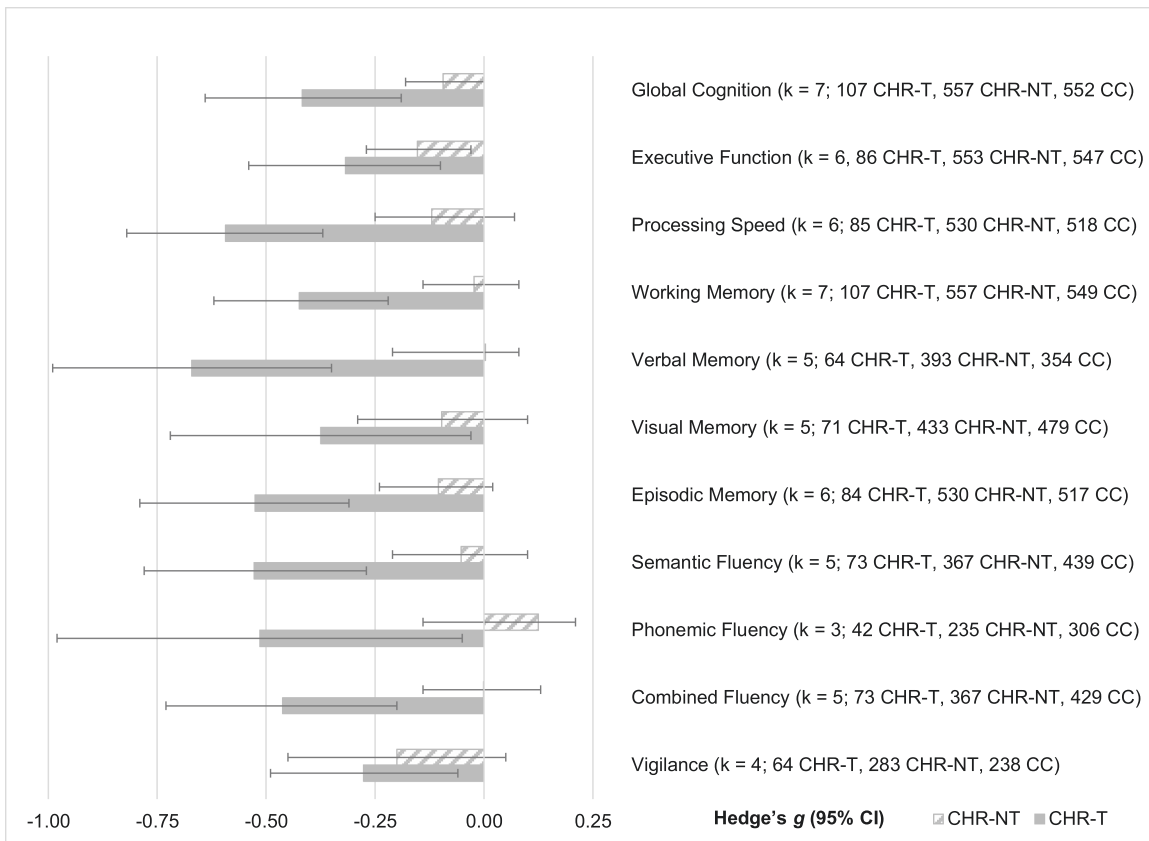 Global Cognition (k = 7; 107 CHR-T, 557 CHR-NT, 552 CC)
Executive Function (k = 6, 86 CHR-T, 553 CHR-NT, 547 CC)
Processing Speed (k = 6; 85 CHR-T, 530 CHR-NT, 518 CC)
Working Memory (k = 7; 107 CHR-T, 557 CHR-NT, 549 CC)
Verbal Memory (k = 5; 64 CHR-T, 393 CHR-NT, 354 CC)
Visual Memory (k = 5; 71 CHR-T, 433 CHR-NT, 479 CC)
Episodic Memory (k = 6; 84 CHR-T, 530 CHR-NT, 517 CC)
Semantic Fluency (k = 5; 73 CHR-T, 367 CHR-NT, 439 CC)
Phonemic Fluency (k = 3; 42 CHR-T, 235 CHR-NT, 306 CC)
Combined Fluency (k = 5; 73 CHR-T, 367 CHR-NT, 429 CC)
Vigilance (k = 4; 64 CHR-T, 283 CHR-NT, 238 CC)
-1.00 -0.75 -0.50 -0.25 0.00 0.25 Hedge's g (95% CI) CHR-NT CHR-T